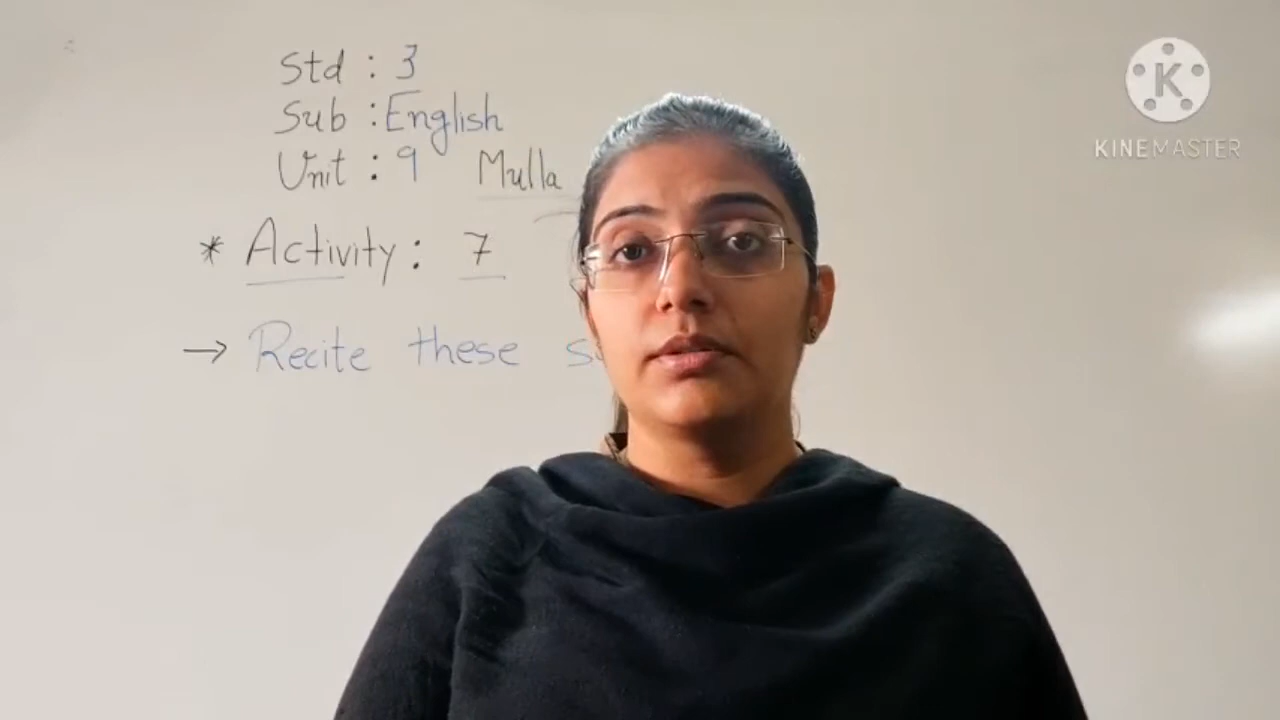 Std : 3
Sub : English
Unit : 9 Mulla
* Activity : 7
→ Recite these
KINEMASTER